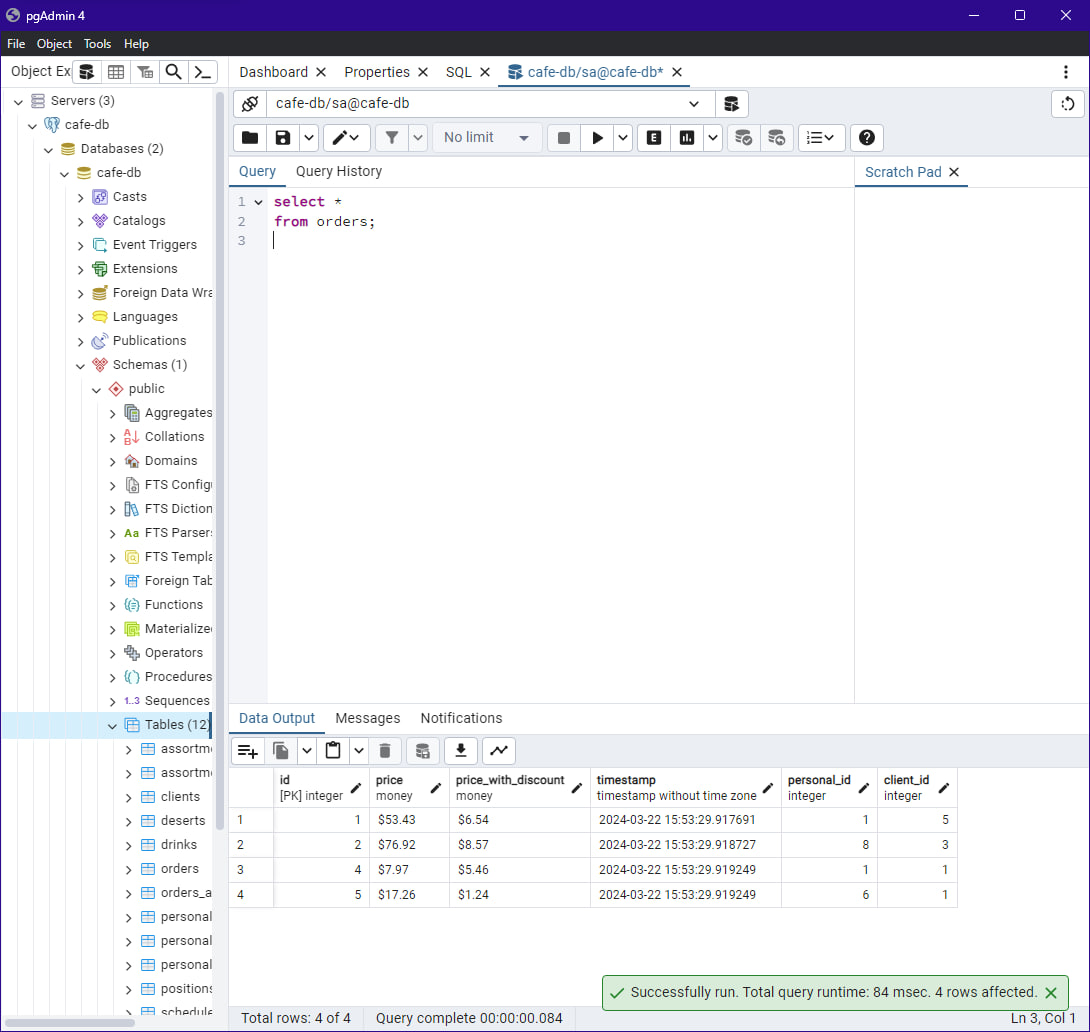 pgAdmin 4
File Object Tools Help
Object Ex
Dashboard Properties SQL cafe-db/sa@cafe-db*
Servers (3)
cafe-db
Databases (2)
cafe-db
Casts
Catalogs
Event Triggers
Extensions
Foreign Data Wra
Languages
Publications
Schemas (1)
public
Aggregates
Collations
Domains
FTS Config
FTS Diction
Aa FTS Parsers
FTS Templa
Foreign Tab
Functions
Materialize
Operators
Procedures
1..3 Sequences
Tables (12)
assortm
assortm
clients
deserts
drinks
orders
orders_a
personal
personal
personal
positions
schedule
cafe-db/sa@cafe-db
No limit
E
Query Query History
Scratch Pad
1 select *
2 from orders;
3
Data Output Messages Notifications
id price price_with_discount timestamp personal_id client_id
[PK] integer money money timestamp without time zone integer integer
1 1 $53.43 $6.54 2024-03-22 15:53:29.917691 1 5
2 2 $76.92 $8.57 2024-03-22 15:53:29.918727 8 3
3 4 $7.97 $5.46 2024-03-22 15:53:29.919249 1 1
4 5 $17.26 $1.24 2024-03-22 15:53:29.919249 6 1
Successfully run. Total query runtime: 84 msec. 4 rows affected.
Total rows: 4 of 4 Query complete 00:00:00.084 Ln 3, Col 1